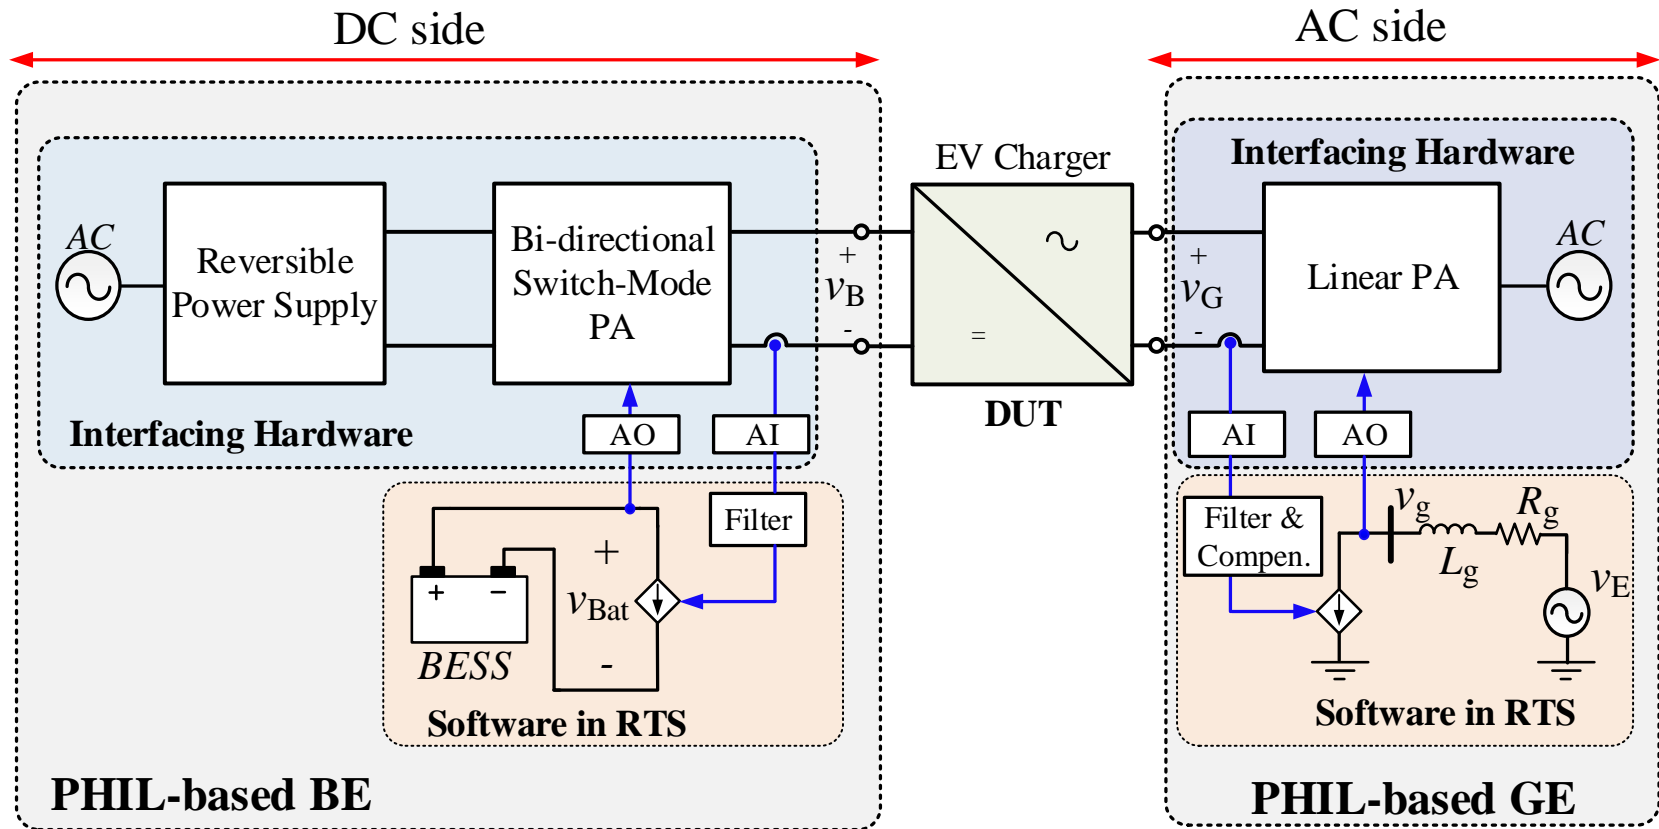 DC side
AC side
Interfacing Hardware
EV Charger
AC
Reversible
Power Supply
Bi-directional
Switch-Mode
PA
+
vB
-
=
DUT
+
vG
-
Linear PA
AC
Interfacing Hardware
AO
AI
AI
AO
Filter
+
vBat
-
+ −
BESS
Software in RTS
Filter &
Compen.
vg
Lg
Rg
vE
Software in RTS
PHIL-based BE
PHIL-based GE